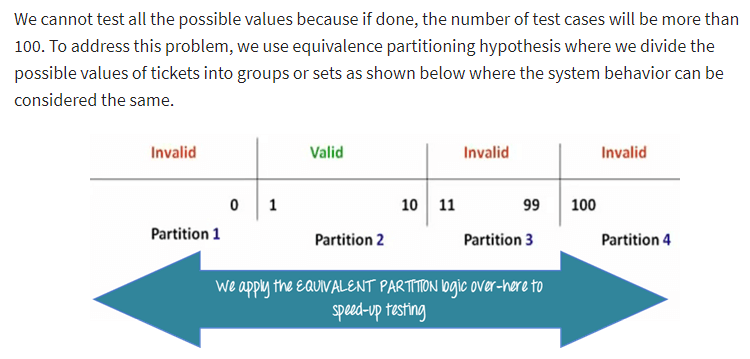 We cannot test all the possible values because if done, the number of test cases will be more than
100. To address this problem, we use equivalence partitioning hypothesis where we divide the
possible values of tickets into groups or sets as shown below where the system behavior can be
considered the same.
Invalid Valid Invalid Invalid
0 1 10 11 99 100
Partition 1 Partition 2 Partition 3 Partition 4
We apply the EQUIVALENT PARTITION logic over-here to
speed-up testing